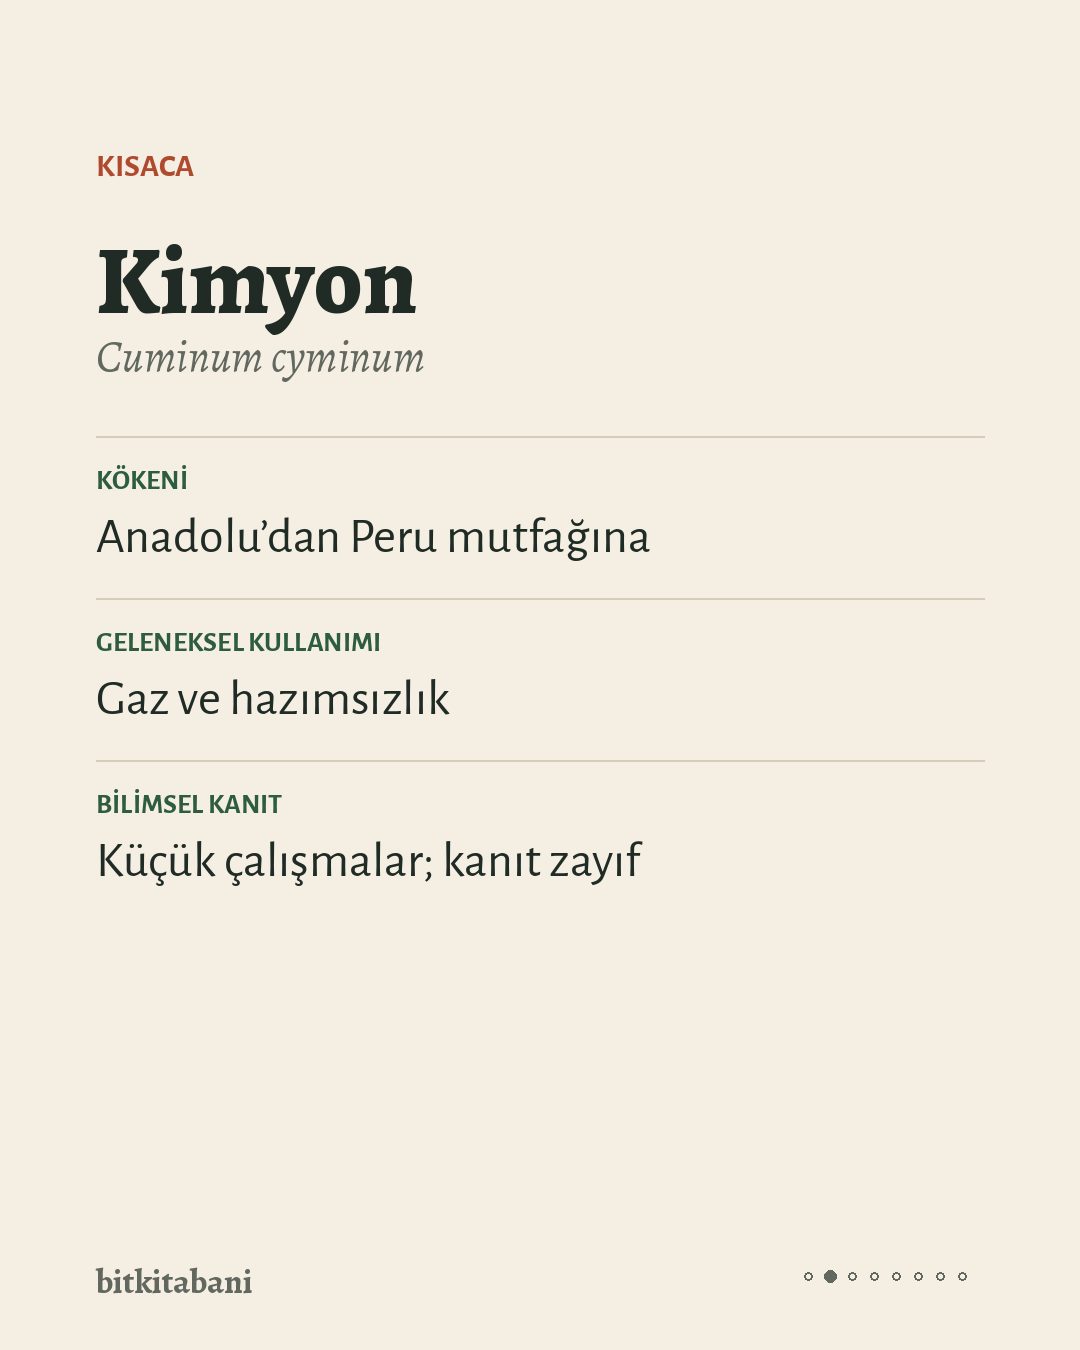 KISACA
Kimyon
Cuminum cyminum
KÖKENİ
Anadolu’dan Peru mutfağına
GELENEKSEL KULLANIMI
Gaz ve hazımsızlık
BİLİMSEL KANIT
Küçük çalışmalar; kanıt zayıf
bitkitabani